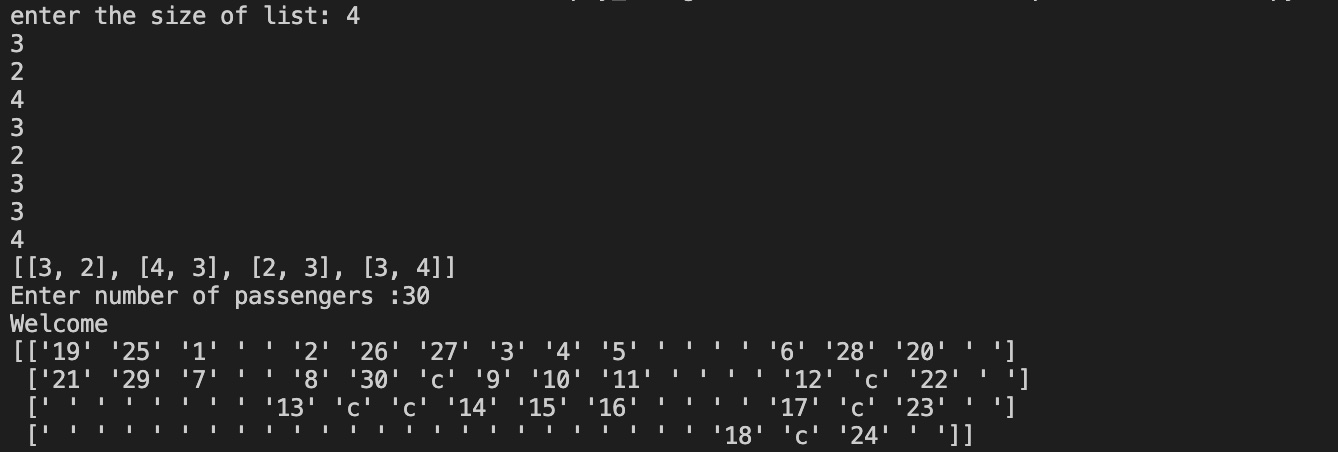 enter the size of list: 4
3
2
4
3
2
3
3
4
[[3, 2], [4, 3], [2, 3], [3, 4]]
Enter number of passengers :30
Welcome
[['19' '25' '1' ' ' '2' '26' '27' '3' '4' '5' ' ' ' ' '6' '28' '20' ' ']
 ['21' '29' '7' ' ' '8' '30' 'c' '9' '10' '11' ' ' ' ' '12' 'c' '22' ' ']
 [' ' ' ' ' ' ' ' '13' 'c' 'c' '14' '15' '16' ' ' ' ' '17' 'c' '23' ' ']
 [' ' ' ' ' ' ' ' ' ' ' ' ' ' ' ' ' ' ' ' ' ' ' ' '18' 'c' '24' ' ']]